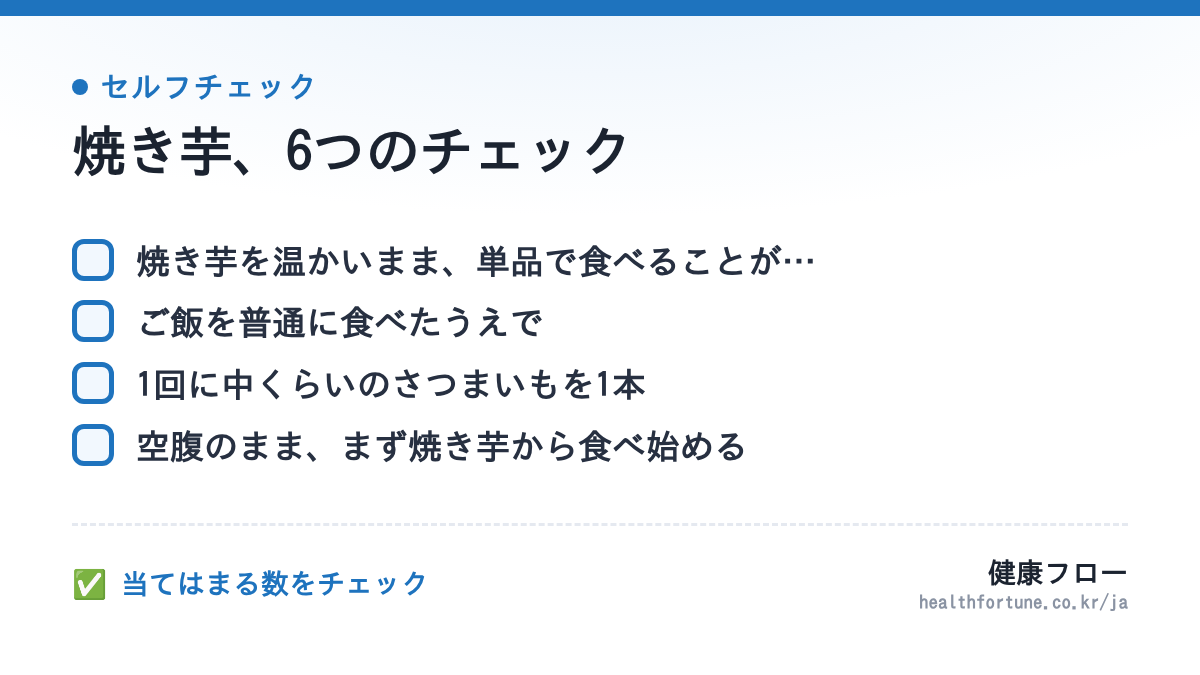 セルフチェック
焼き芋、6つのチェック
焼き芋を温かいまま、単品で食べることが…
ご飯を普通に食べたうえで
1回に中くらいのさつまいもを1本
空腹のまま、まず焼き芋から食べ始める
✅ 当てはまる数をチェック
健康フロー
healthfortune.co.kr/ja